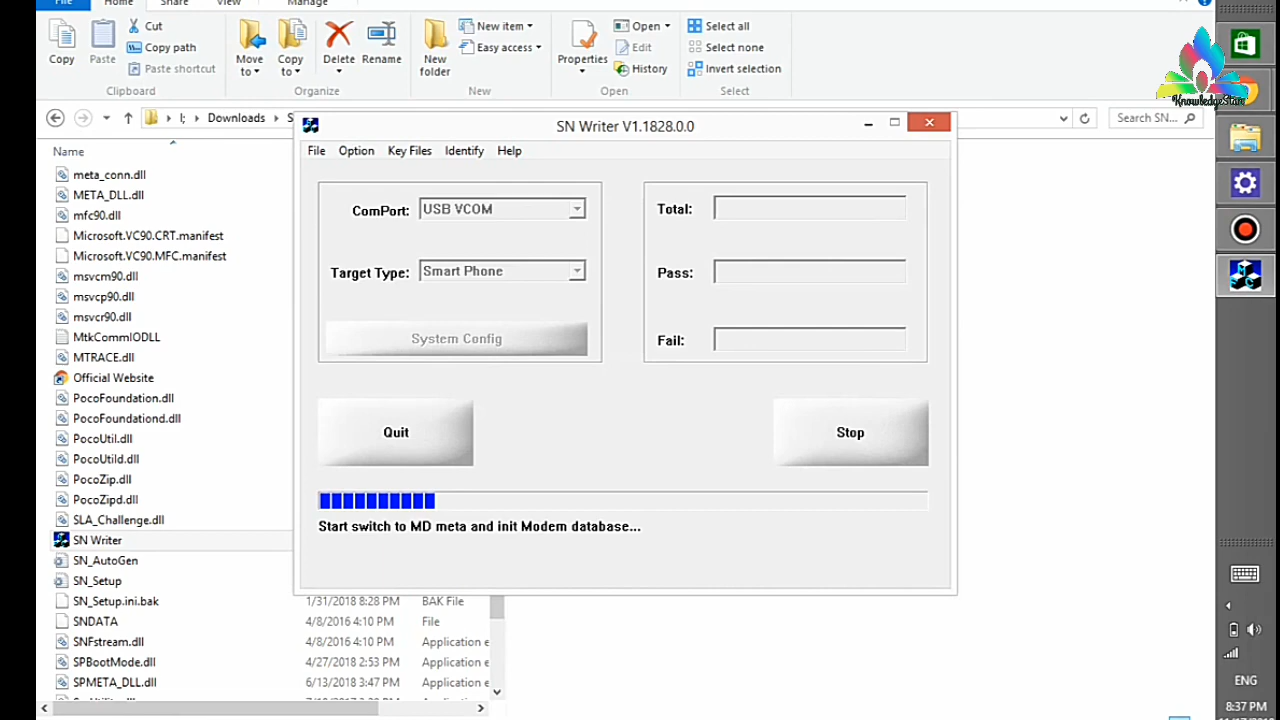 File Home Share View Manage
Cut
Copy path
Paste shortcut
Copy
Paste
Clipboard
Move to
Copy to
Delete
Rename
Organize
New folder
New item
Easy access
New
Properties
Open
Edit
History
Open
Select all
Select none
Invert selection
Select
KnowledgeStore
I: Downloads S
Search SN...
Name
meta_conn.dll
META_DLL.dll
mfc90.dll
Microsoft.VC90.CRT.manifest
Microsoft.VC90.MFC.manifest
msvcm90.dll
msvcp90.dll
msvcr90.dll
MtkCommIODLL
MTRACE.dll
Official Website
PocoFoundation.dll
PocoFoundationd.dll
PocoUtil.dll
PocoUtild.dll
PocoZip.dll
PocoZipd.dll
SLA_Challenge.dll
SN Writer
SN_AutoGen
SN_Setup
SN_Setup.ini.bak 1/31/2018 8:28 PM BAK File
SNDATA 4/8/2016 4:10 PM File
SNFstream.dll 4/8/2016 4:10 PM Application e
SPBootMode.dll 4/27/2018 2:53 PM Application e
SPMETA_DLL.dll 6/13/2018 3:47 PM Application e
SN Writer V1.1828.0.0
File Option Key Files Identify Help
ComPort: USB VCOM
Target Type: Smart Phone
System Config
Total:
Pass:
Fail:
Quit
Stop
Start switch to MD meta and init Modem database...
ENG
8:37 PM